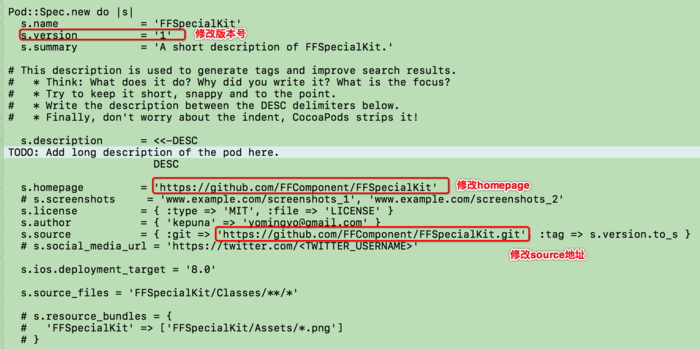 Pod::Spec.new do |s|
s.name = 'FFSpecialKit'
s.version = '1' 修改版本号
s.summary = 'A short description of FFSpecialKit.'
# This description is used to generate tags and improve search results.
# * Think: What does it do? Why did you write it? What is the focus?
# * Try to keep it short, snappy and to the point.
# * Write the description between the DESC delimiters below.
# * Finally, don't worry about the indent, CocoaPods strips it!
s.description = <<-DESC
TODO: Add long description of the pod here.
DESC
s.homepage = 'https://github.com/FFComponent/FFSpecialKit' 修改homepage
# s.screenshots = 'www.example.com/screenshots_1', 'www.example.com/screenshots_2'
s.license = { :type => 'MIT', :file => 'LICENSE' }
s.author = { 'kepuna' => 'yomingyo@gmail.com' }
s.source = { :git => 'https://github.com/FFComponent/FFSpecialKit.git', :tag => s.version.to_s }
# s.social_media_url = 'https://twitter.com/<TWITTER_USERNAME>'
修改source地址
s.ios.deployment_target = '8.0'
s.source_files = 'FFSpecialKit/Classes/**/*'
# s.resource_bundles = {
# 'FFSpecialKit' => ['FFSpecialKit/Assets/*.png']
# }